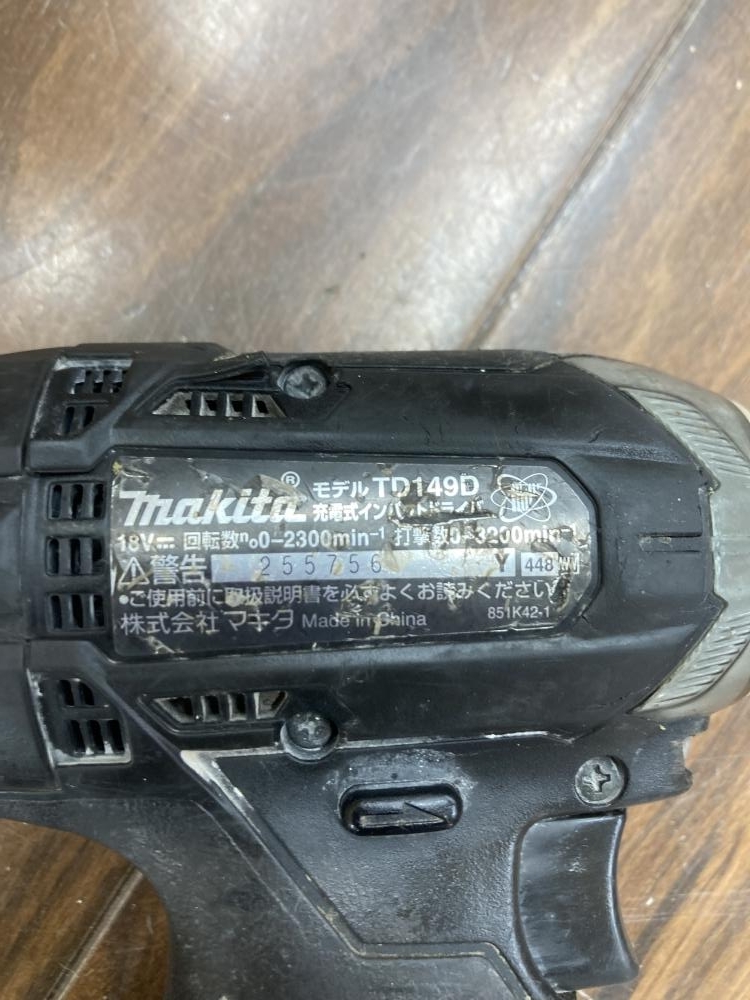 makita® モデル TD149D
充電式インパクトドライバ
18V⎓ 回転数n₀0-2300min⁻¹ 打撃数0-3200min⁻¹
⚠警告 255756 Y 448
•ご使用前に取扱説明書を必ずよくお読みください
851K42-1
株式会社 マキタ Made in China